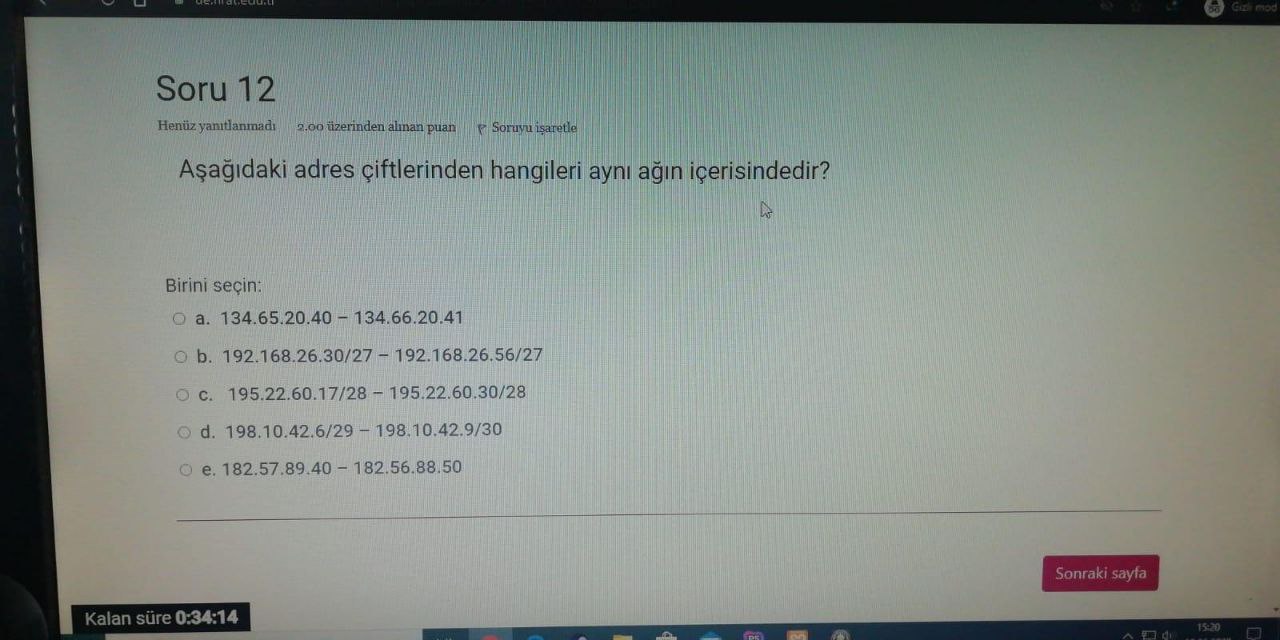 Gizli mod
Soru 12
Henüz yanıtlanmadı 2.00 üzerinden alınan puan Soruyu işaretle
Aşağıdaki adres çiftlerinden hangileri aynı ağın içerisindedir?
Birini seçin:
a. 134.65.20.40 – 134.66.20.41
b. 192.168.26.30/27 – 192.168.26.56/27
c. 195.22.60.17/28 – 195.22.60.30/28
d. 198.10.42.6/29 – 198.10.42.9/30
e. 182.57.89.40 – 182.56.88.50
Sonraki sayfa
Kalan süre 0:34:14
15:20